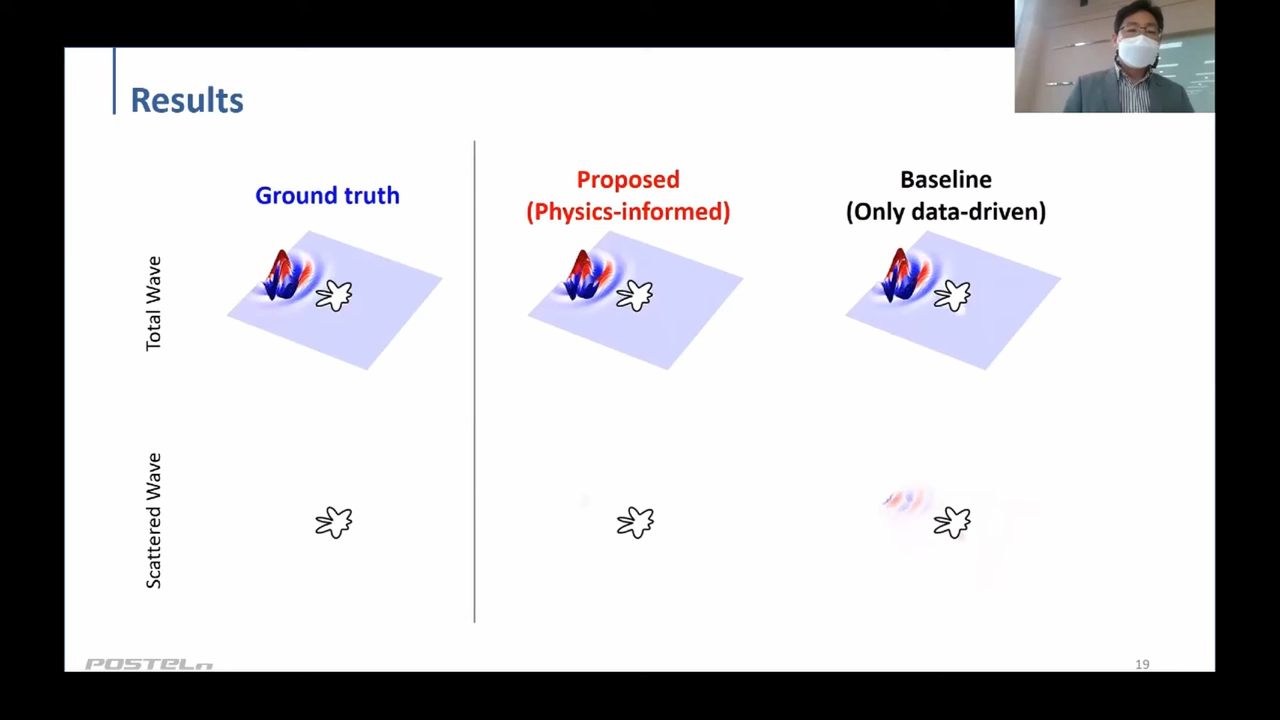 Results
Ground truth
Proposed
(Physics-informed)
Baseline
(Only data-driven)
Total Wave
Scattered Wave
POSTECH
19